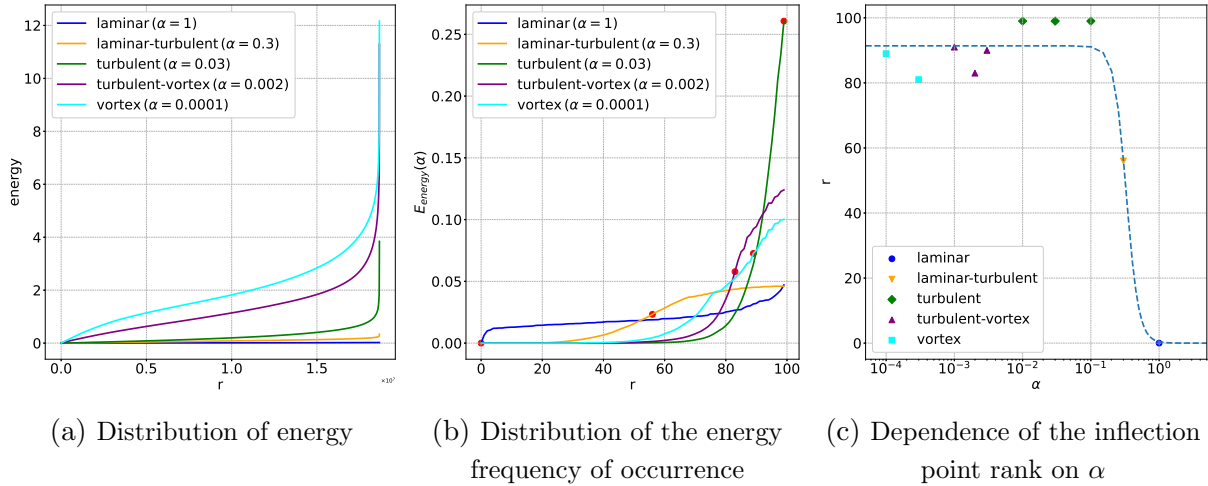 laminar (α = 1)
laminar-turbulent (α = 0.3)
turbulent (α = 0.03)
turbulent-vortex (α = 0.002)
vortex (α = 0.0001)
12
10
8
6
4
2
0
energy
0.0
0.5
1.0
1.5
×10⁷
r
(a) Distribution of energy
laminar (α = 1)
laminar-turbulent (α = 0.3)
turbulent (α = 0.03)
turbulent-vortex (α = 0.002)
vortex (α = 0.0001)
0.25
0.20
0.15
0.10
0.05
0.00
E_energy(α)
0
20
40
60
80
100
r
(b) Distribution of the energy
frequency of occurrence
100
80
60
40
20
0
r
laminar
laminar-turbulent
turbulent
turbulent-vortex
vortex
10⁻⁴
10⁻³
10⁻²
10⁻¹
10⁰
α
(c) Dependence of the inflection
point rank on α